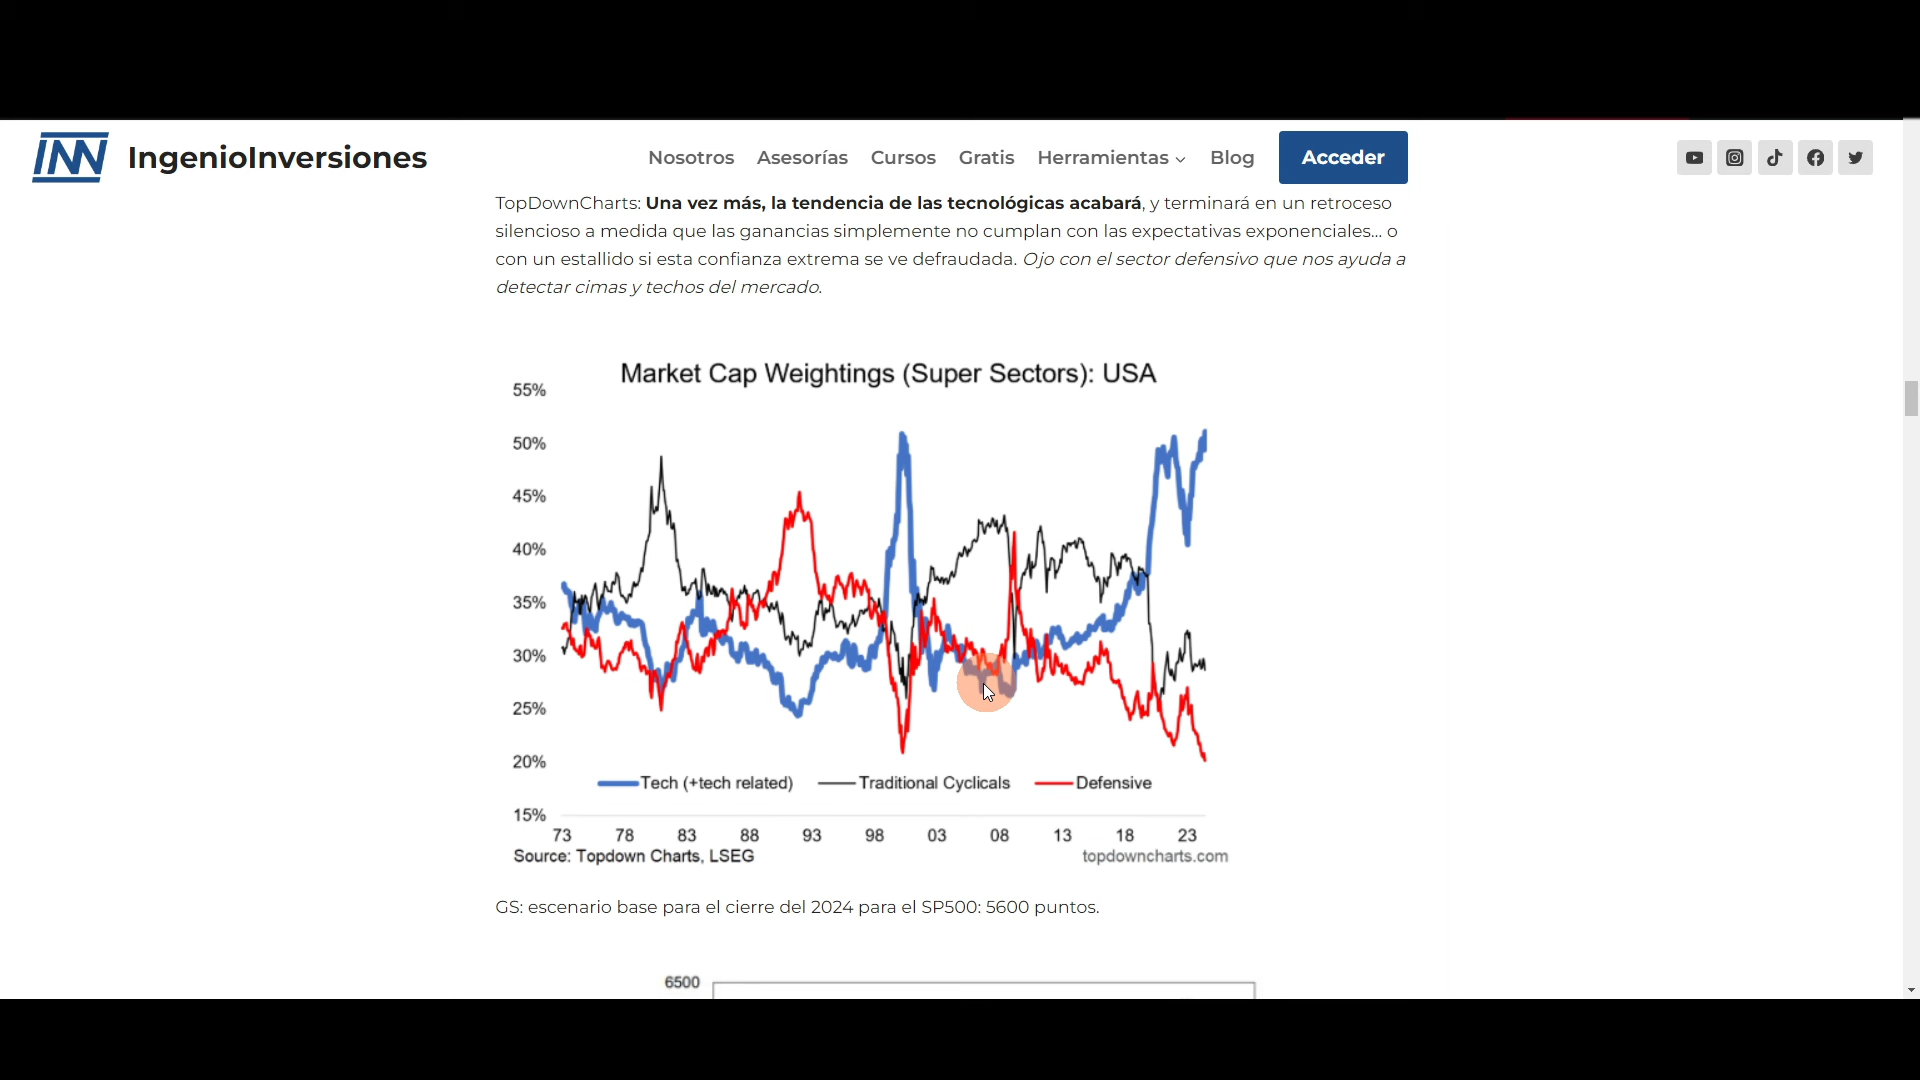 INN IngenioInversiones Nosotros Asesorías Cursos Gratis Herramientas Blog Acceder
TopDownCharts: Una vez más, la tendencia de las tecnológicas acabará, y terminará en un retroceso
silencioso a medida que las ganancias simplemente no cumplan con las expectativas exponenciales... o
con un estallido si esta confianza extrema se ve defraudada. Ojo con el sector defensivo que nos ayuda a
detectar cimas y techos del mercado.
Market Cap Weightings (Super Sectors): USA
55%
50%
45%
40%
35%
30%
25%
20%
Tech (+tech related) Traditional Cyclicals Defensive
15%
73 78 83 88 93 98 03 08 13 18 23
Source: Topdown Charts, LSEG topdowncharts.com
GS: escenario base para el cierre del 2024 para el SP500: 5600 puntos.
6500